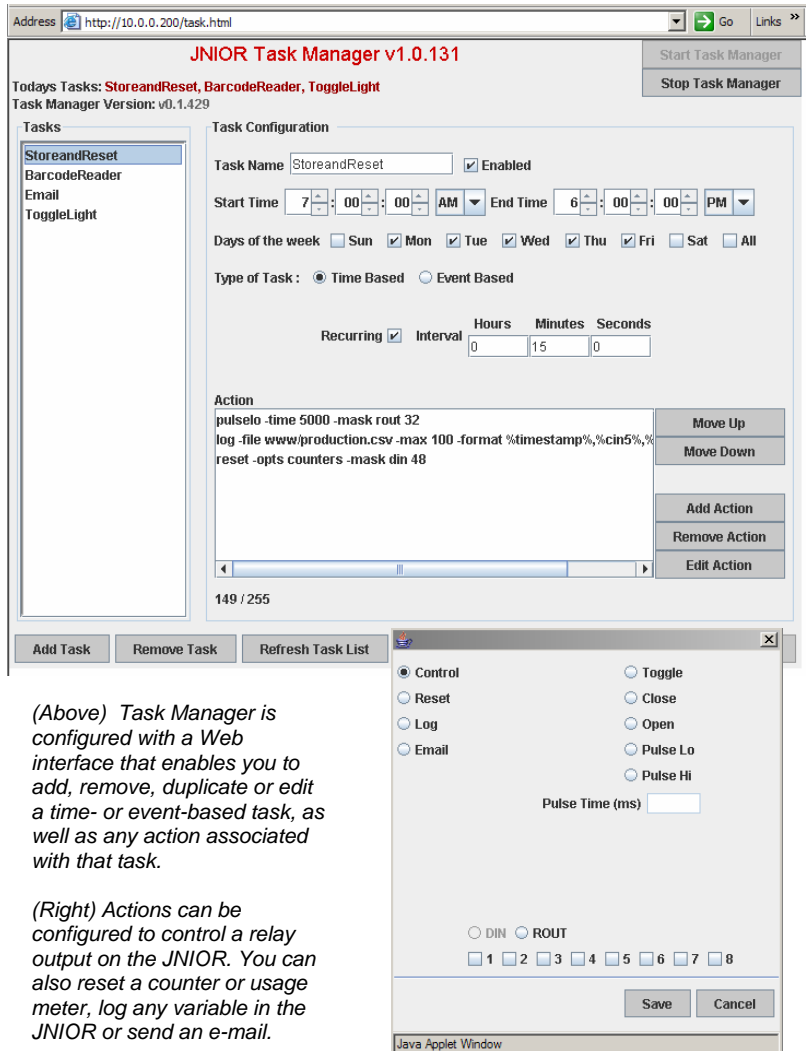 Address http://10.0.0.200/task.html Go Links »
JNIOR Task Manager v1.0.131
Start Task Manager
Todays Tasks: StoreandReset, BarcodeReader, ToggleLight
Stop Task Manager
Task Manager Version: v0.1.429
Tasks
StoreandReset
BarcodeReader
Email
ToggleLight
Task Configuration
Task Name StoreandReset Enabled
Start Time 7 : 00 : 00 AM End Time 6 : 00 : 00 PM
Days of the week Sun Mon Tue Wed Thu Fri Sat All
Type of Task : Time Based Event Based
Hours Minutes Seconds
Recurring Interval 0 15 0
Action
pulselo -time 5000 -mask rout 32
log -file www/production.csv -max 100 -format %timestamp%,%cin5%,%
reset -opts counters -mask din 48
Move Up
Move Down
Add Action
Remove Action
Edit Action
149 / 255
Add Task Remove Task Refresh Task List
Control Toggle
Reset Close
Log Open
Email Pulse Lo
Pulse Hi
Pulse Time (ms)
DIN ROUT
1 2 3 4 5 6 7 8
Save Cancel
Java Applet Window
(Above) Task Manager is
configured with a Web
interface that enables you to
add, remove, duplicate or edit
a time- or event-based task, as
well as any action associated
with that task.
(Right) Actions can be
configured to control a relay
output on the JNIOR. You can
also reset a counter or usage
meter, log any variable in the
JNIOR or send an e-mail.